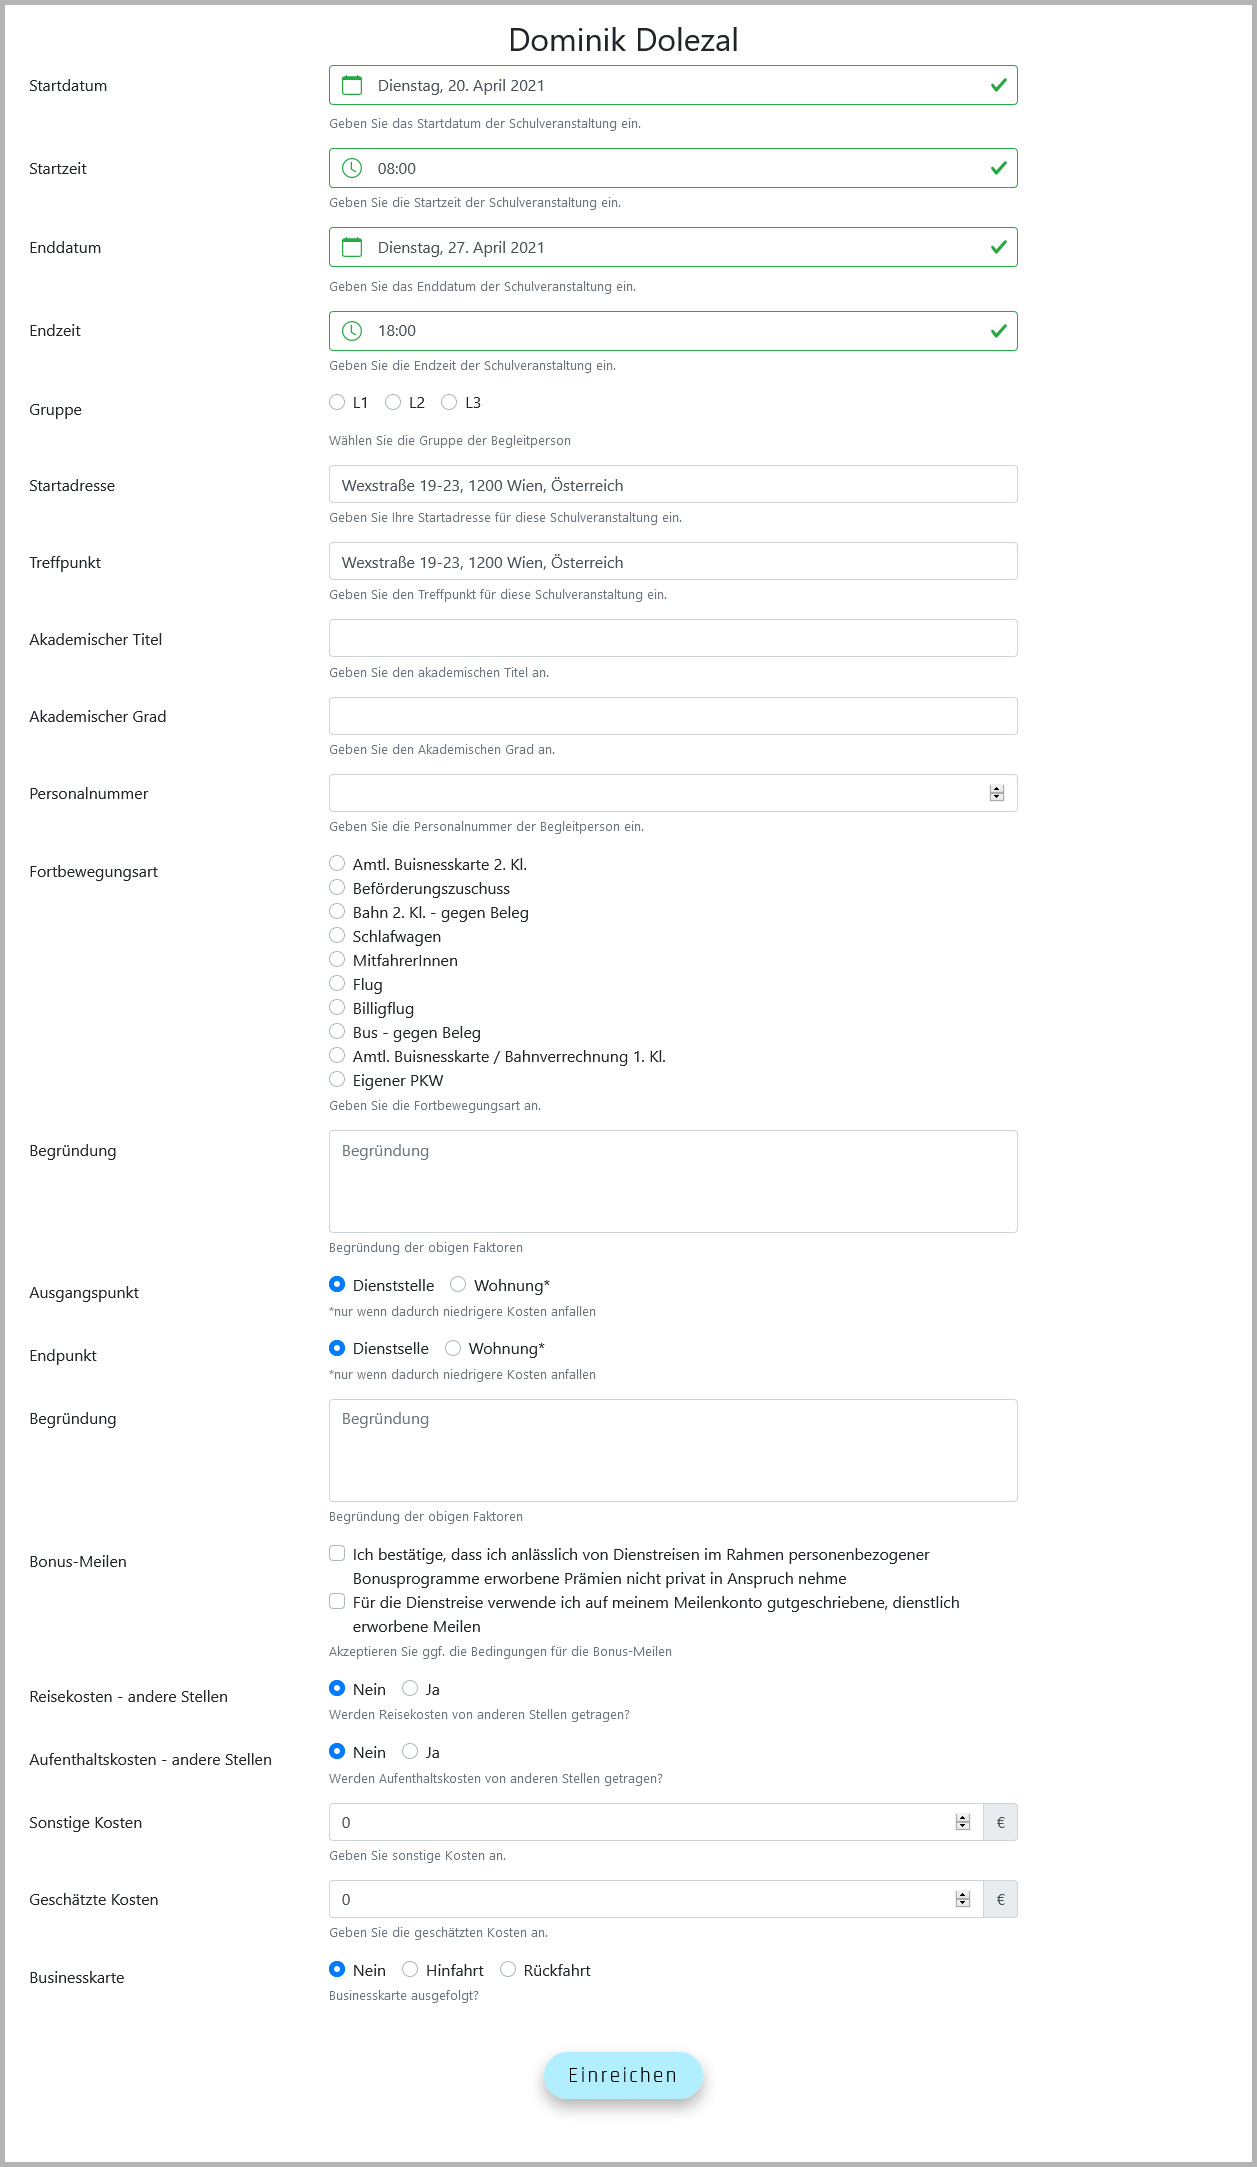 Dominik Dolezal
Startdatum
Dienstag, 20. April 2021
Geben Sie das Startdatum der Schulveranstaltung ein.
Startzeit
08:00
Geben Sie die Startzeit der Schulveranstaltung ein.
Enddatum
Dienstag, 27. April 2021
Geben Sie das Enddatum der Schulveranstaltung ein.
Endzeit
18:00
Geben Sie die Endzeit der Schulveranstaltung ein.
Gruppe
L1 L2 L3
Wählen Sie die Gruppe der Begleitperson
Startadresse
Wexstraße 19-23, 1200 Wien, Österreich
Geben Sie Ihre Startadresse für diese Schulveranstaltung ein.
Treffpunkt
Wexstraße 19-23, 1200 Wien, Österreich
Geben Sie den Treffpunkt für diese Schulveranstaltung ein.
Akademischer Titel
Geben Sie den akademischen Titel an.
Akademischer Grad
Geben Sie den Akademischen Grad an.
Personalnummer
Geben Sie die Personalnummer der Begleitperson ein.
Fortbewegungsart
Amtl. Buisnesskarte 2. Kl.
Beförderungszuschuss
Bahn 2. Kl. - gegen Beleg
Schlafwagen
MitfahrerInnen
Flug
Billigflug
Bus - gegen Beleg
Amtl. Buisnesskarte / Bahnverrechnung 1. Kl.
Eigener PKW
Geben Sie die Fortbewegungsart an.
Begründung
Begründung
Begründung der obigen Faktoren
Ausgangspunkt
Dienststelle Wohnung*
*nur wenn dadurch niedrigere Kosten anfallen
Endpunkt
Dienstselle Wohnung*
*nur wenn dadurch niedrigere Kosten anfallen
Begründung
Begründung
Begründung der obigen Faktoren
Bonus-Meilen
Ich bestätige, dass ich anlässlich von Dienstreisen im Rahmen personenbezogener
Bonusprogramme erworbene Prämien nicht privat in Anspruch nehme
Für die Dienstreise verwende ich auf meinem Meilenkonto gutgeschriebene, dienstlich
erworbene Meilen
Akzeptieren Sie ggf. die Bedingungen für die Bonus-Meilen
Reisekosten - andere Stellen
Nein Ja
Werden Reisekosten von anderen Stellen getragen?
Aufenthaltskosten - andere Stellen
Nein Ja
Werden Aufenthaltskosten von anderen Stellen getragen?
Sonstige Kosten
0 €
Geben Sie sonstige Kosten an.
Geschätzte Kosten
0 €
Geben Sie die geschätzten Kosten an.
Businesskarte
Nein Hinfahrt Rückfahrt
Businesskarte ausgefolgt?
Einreichen